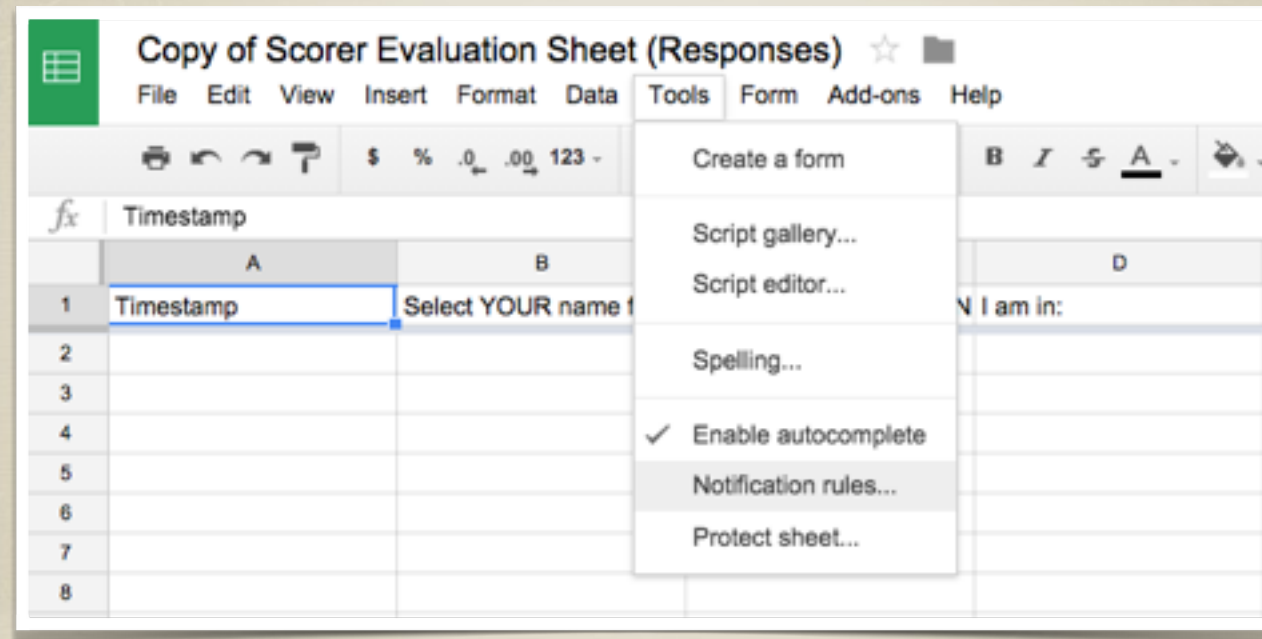 Copy of Scorer Evaluation Sheet (Responses)
File Edit View Insert Format Data Tools Form Add-ons Help
$ % .0 .00 123 Create a form B I S A
fx Timestamp
Script gallery...
A B D
Script editor...
1 Timestamp Select YOUR name f N I am in:
2
Spelling...
3
4 Enable autocomplete
5 Notification rules...
6
7 Protect sheet...
8